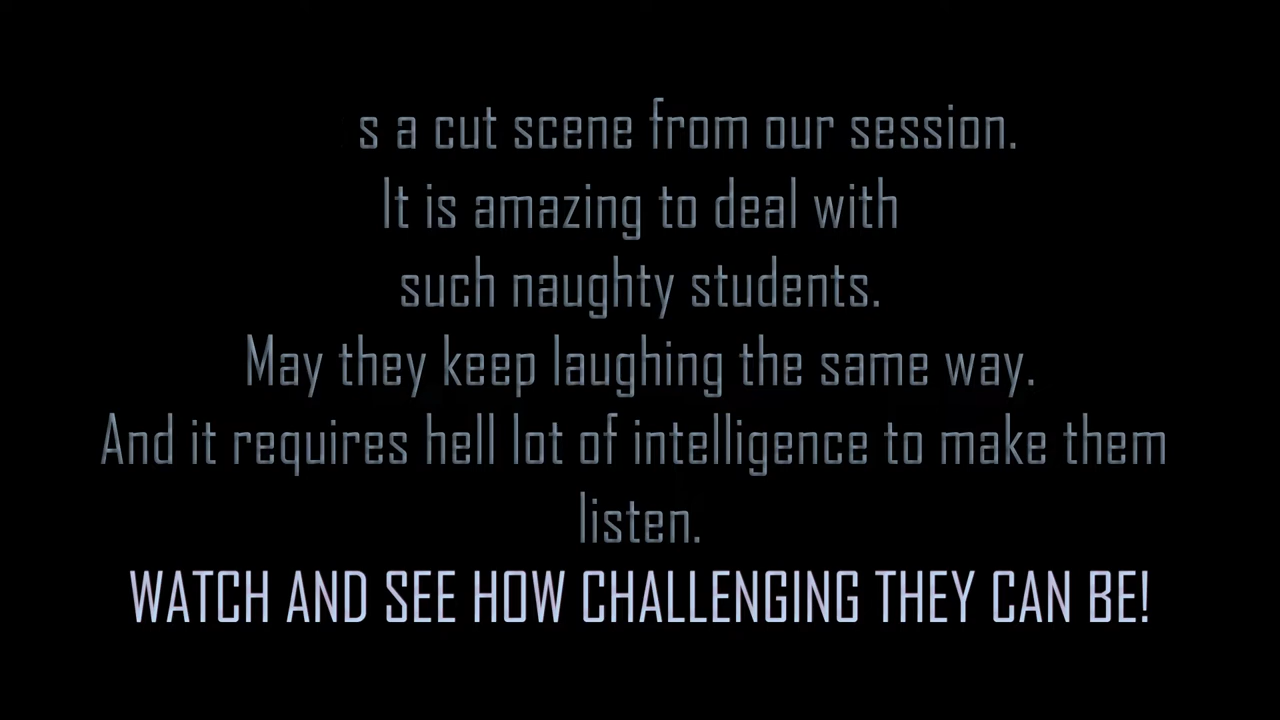 s a cut scene from our session.
It is amazing to deal with
such naughty students.
May they keep laughing the same way.
And it requires hell lot of intelligence to make them
listen.
WATCH AND SEE HOW CHALLENGING THEY CAN BE!